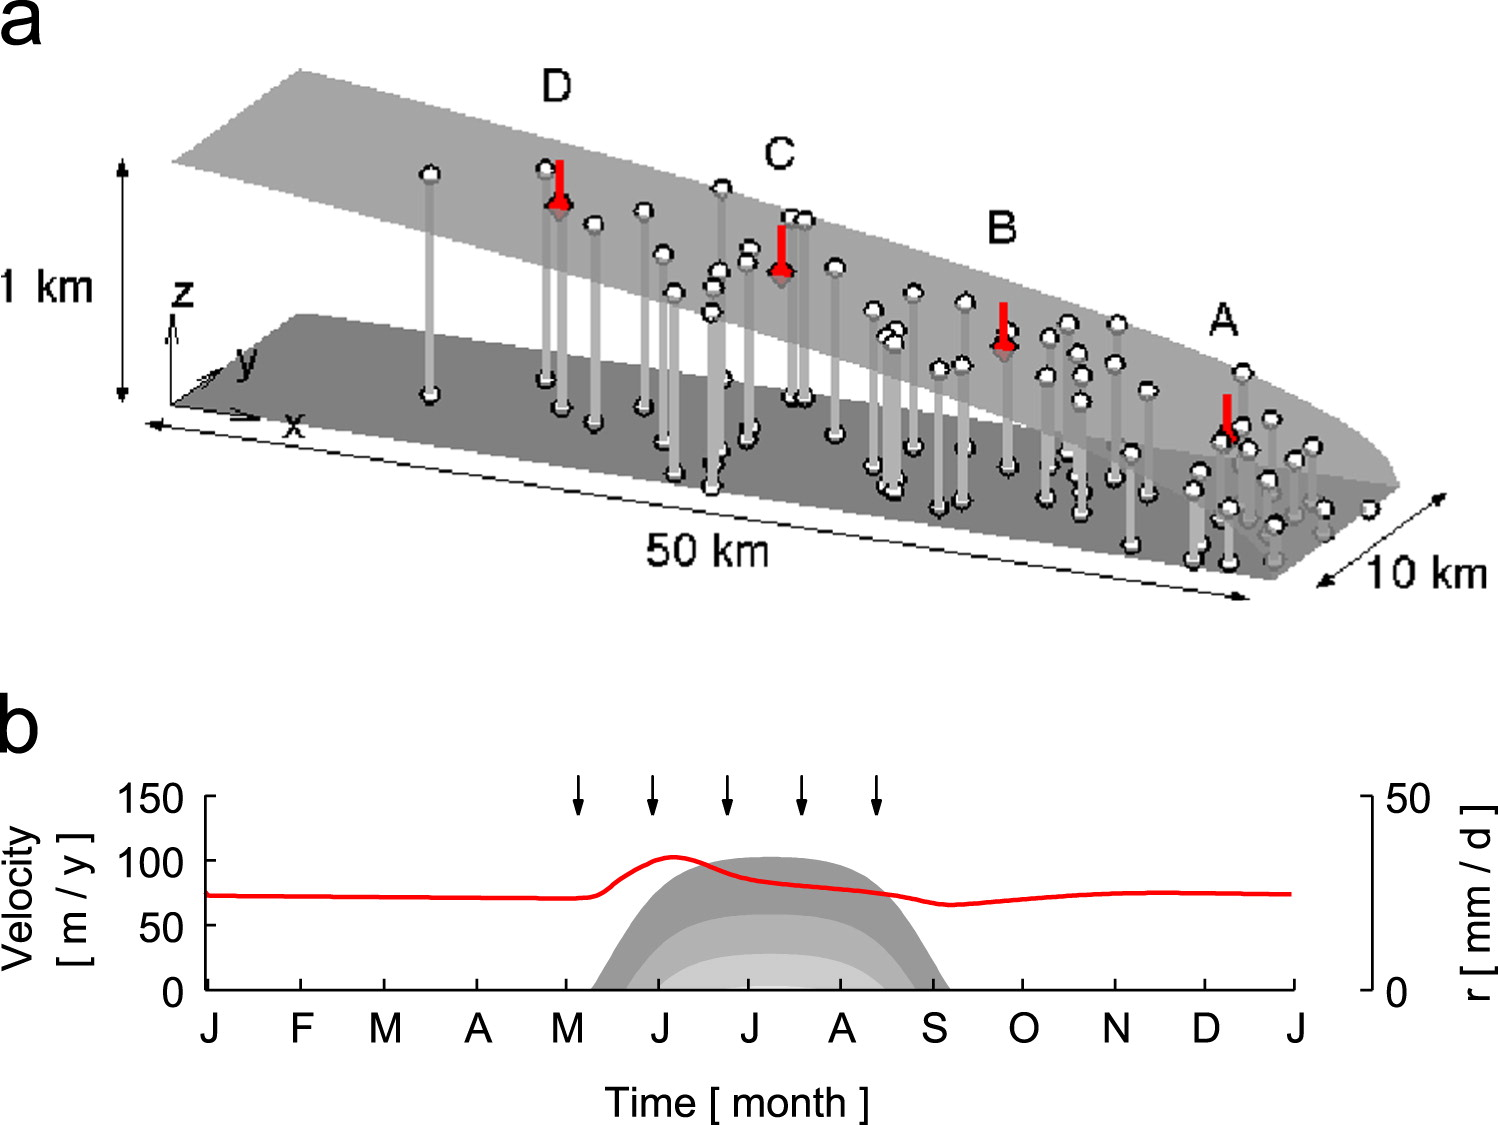 a
D
C
B
A
1 km
z
y
x
50 km
10 km
b
150
100
50
0
Velocity
[ m / y ]
50
0
r [ mm / d ]
J F M A M J J A S O N D J
Time [ month ]